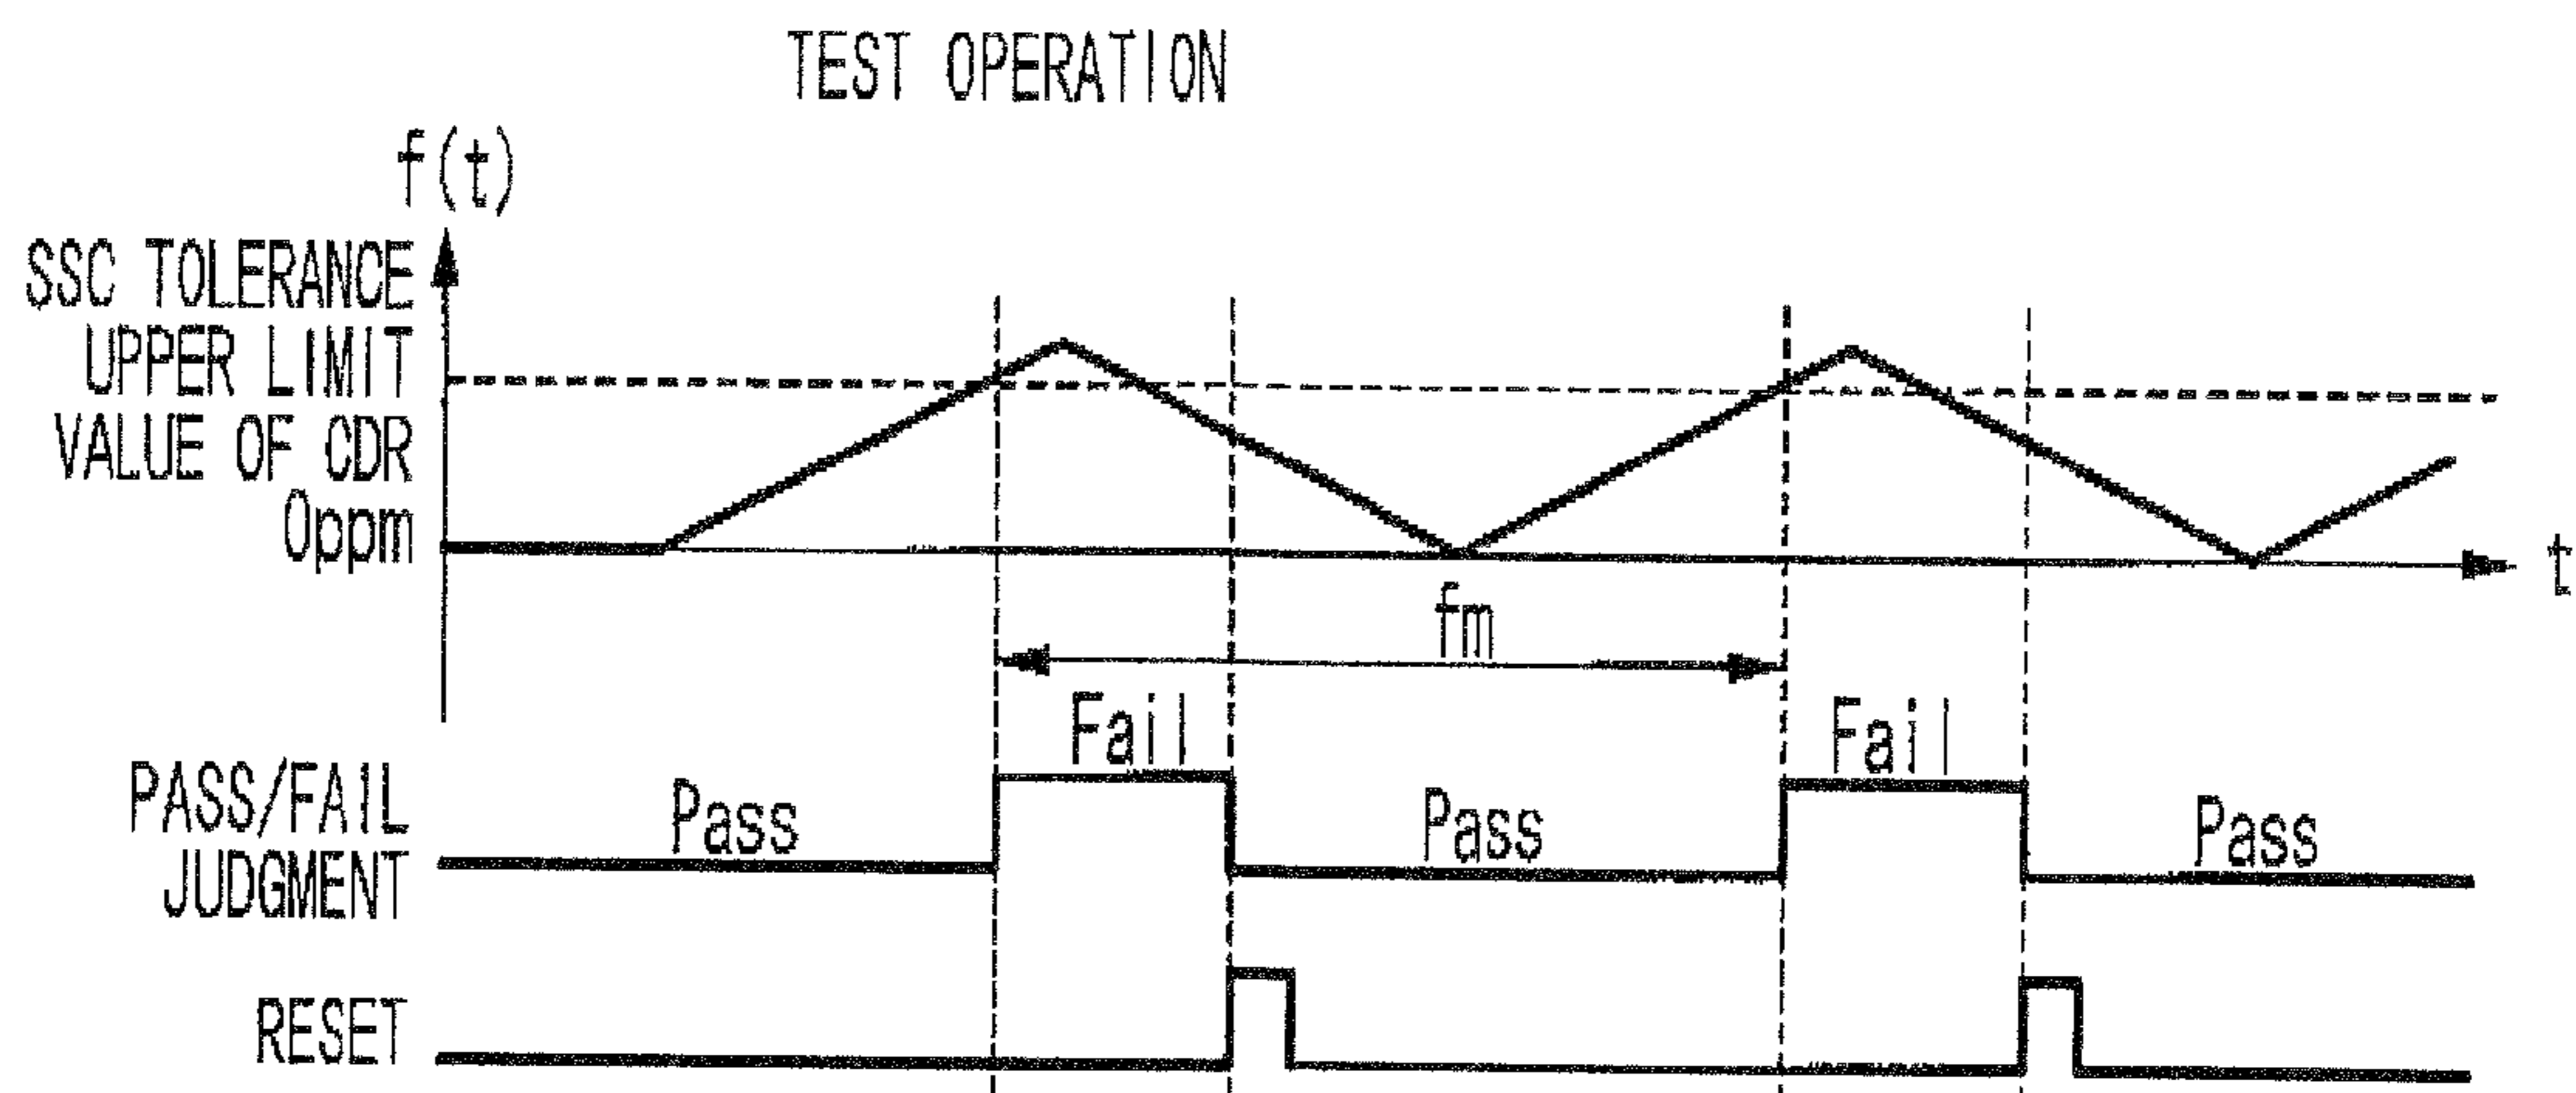 TEST OPERATION
f(t)
SSC TOLERANCE
UPPER LIMIT
VALUE OF CDR
0ppm
t
fm
Fail
Fail
PASS/FAIL
JUDGMENT
Pass
Pass
Pass
RESET